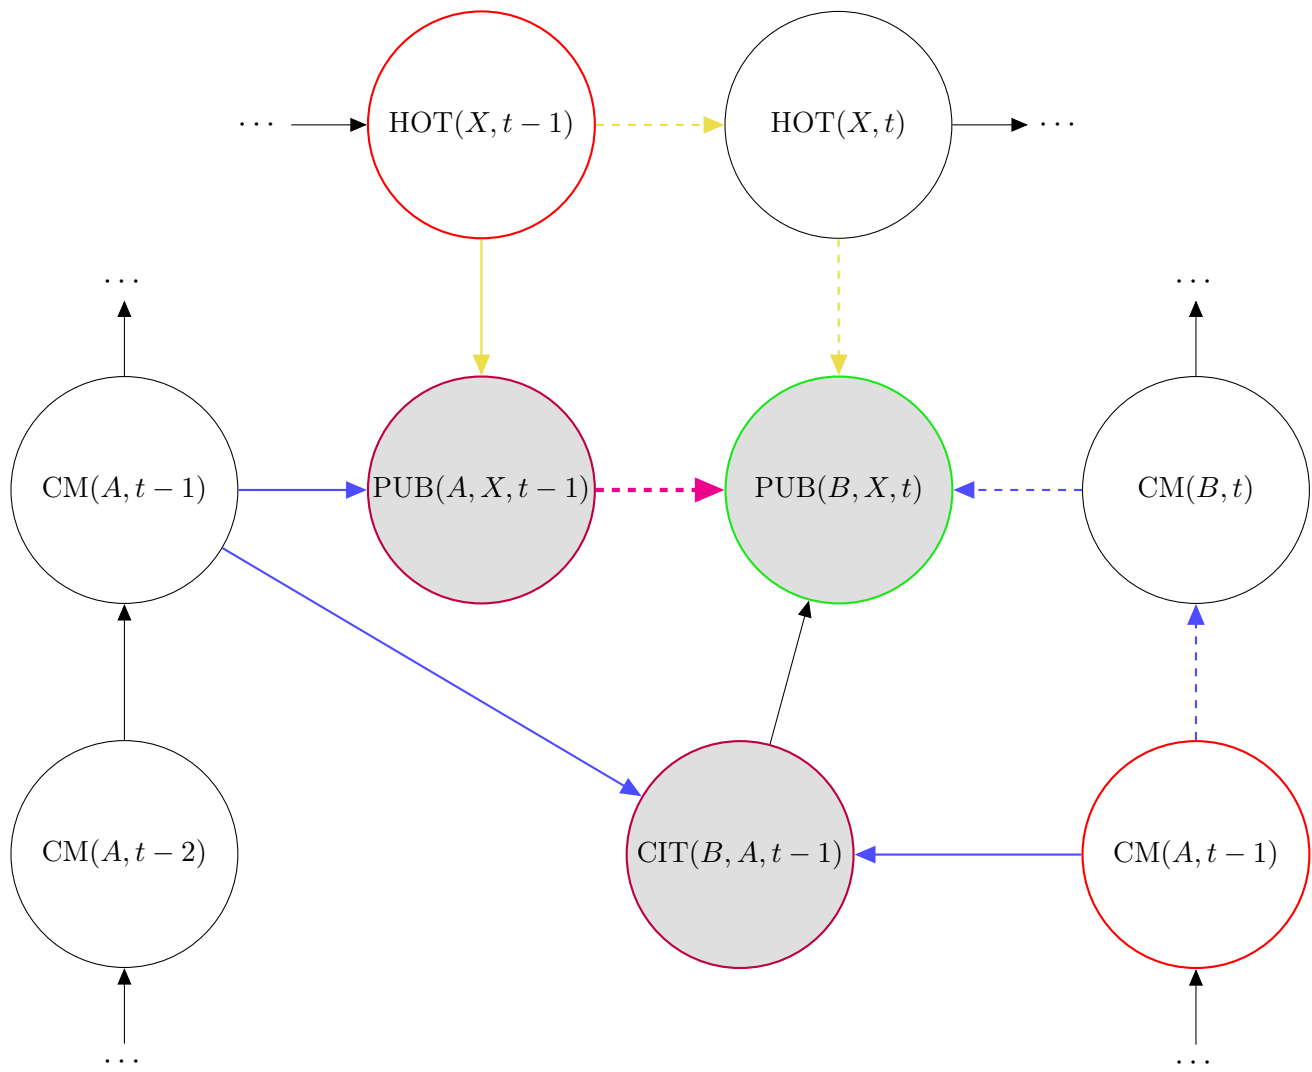 ⋯ HOT(X, t − 1) HOT(X, t) ⋯
⋯ ⋯
CM(A, t − 1) PUB(A, X, t − 1) PUB(B, X, t) CM(B, t)
CM(A, t − 2) CIT(B, A, t − 1) CM(A, t − 1)
⋯ ⋯